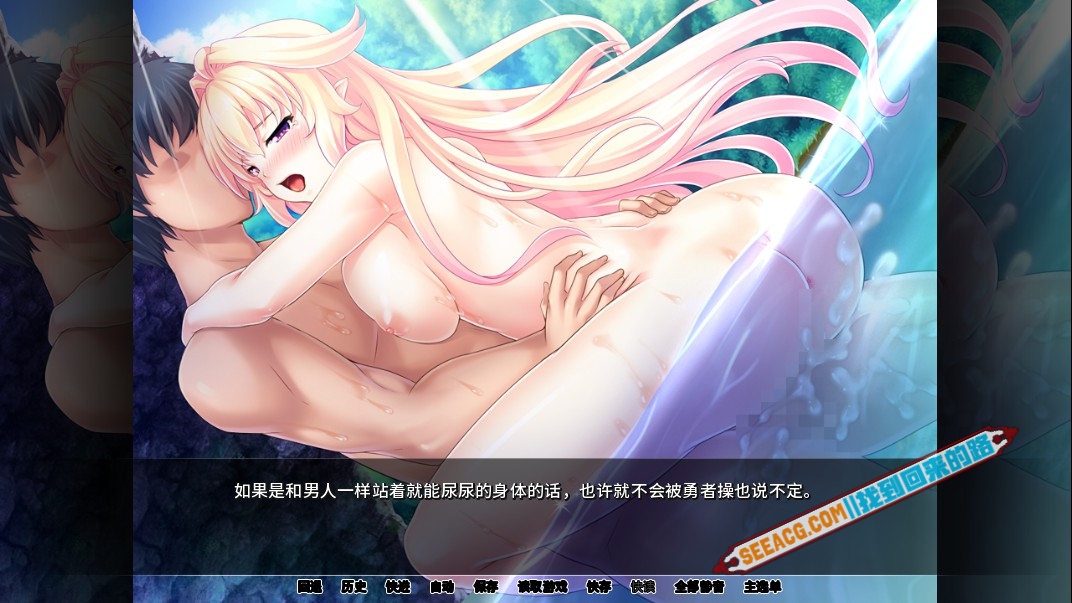 如果是和男人一样站着就能尿尿的身体的话，也许就不会被勇者操也说不定。
SEEACG.COM||找到回来的路
回退 历史 快进 自动 保存 读取游戏 快存 快读 全部静音 主选单